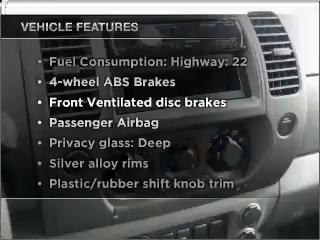 VEHICLE FEATURES
• Fuel Consumption: Highway: 22
• 4-wheel ABS Brakes
• Front Ventilated disc brakes
• Passenger Airbag
• Privacy glass: Deep
• Silver alloy rims
• Plastic/rubber shift knob trim